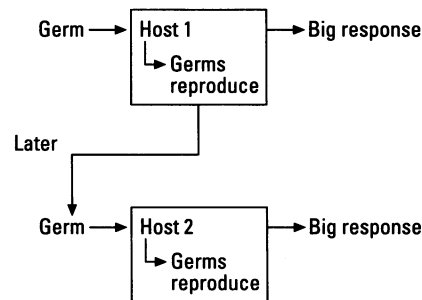 Germ
Host 1
Big response
Germs
reproduce
Later
Germ
Host 2
Big response
Germs
reproduce